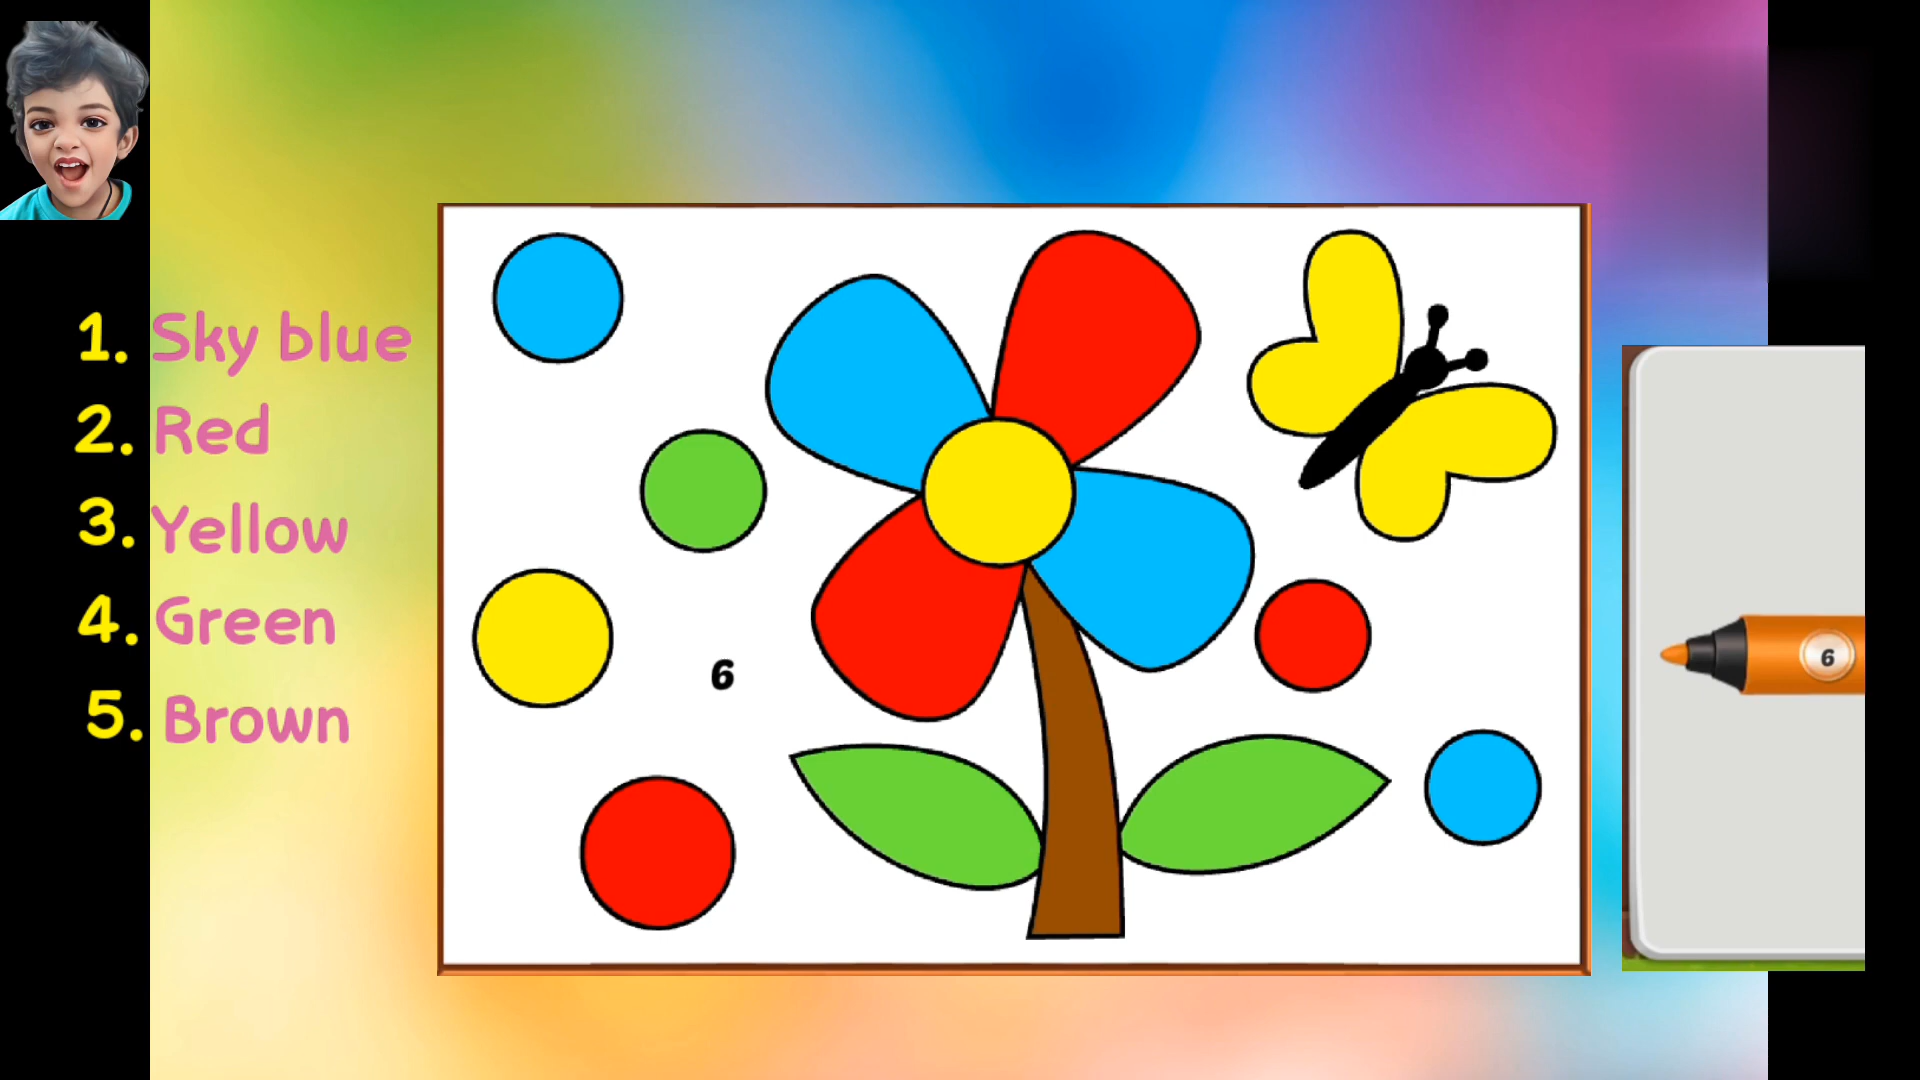 1. Sky blue
2. Red
3. Yellow
4. Green
5. Brown
6
6